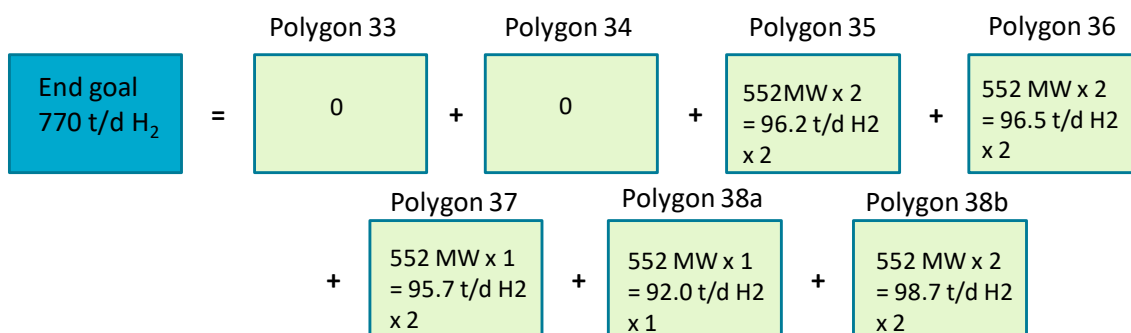 Polygon 33
Polygon 34
Polygon 35
Polygon 36
End goal
770 t/d H₂
=
0
+
0
+
552MW x 2
= 96.2 t/d H2
x 2
+
552 MW x 2
= 96.5 t/d H2
x 2
Polygon 37
Polygon 38a
Polygon 38b
+
552 MW x 1
= 95.7 t/d H2
x 2
+
552 MW x 1
= 92.0 t/d H2
x 1
+
552 MW x 2
= 98.7 t/d H2
x 2